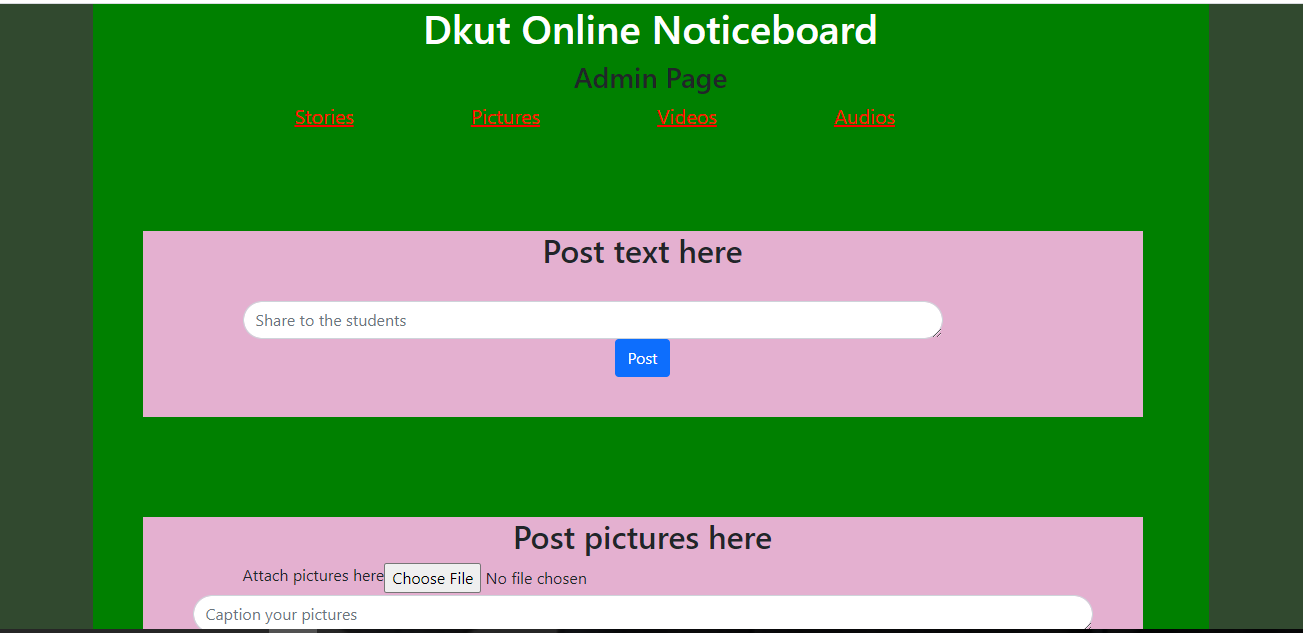 Dkut Online Noticeboard
Admin Page
Stories Pictures Videos Audios
Post text here
Share to the students
Post
Post pictures here
Attach pictures here Choose File No file chosen
Caption your pictures